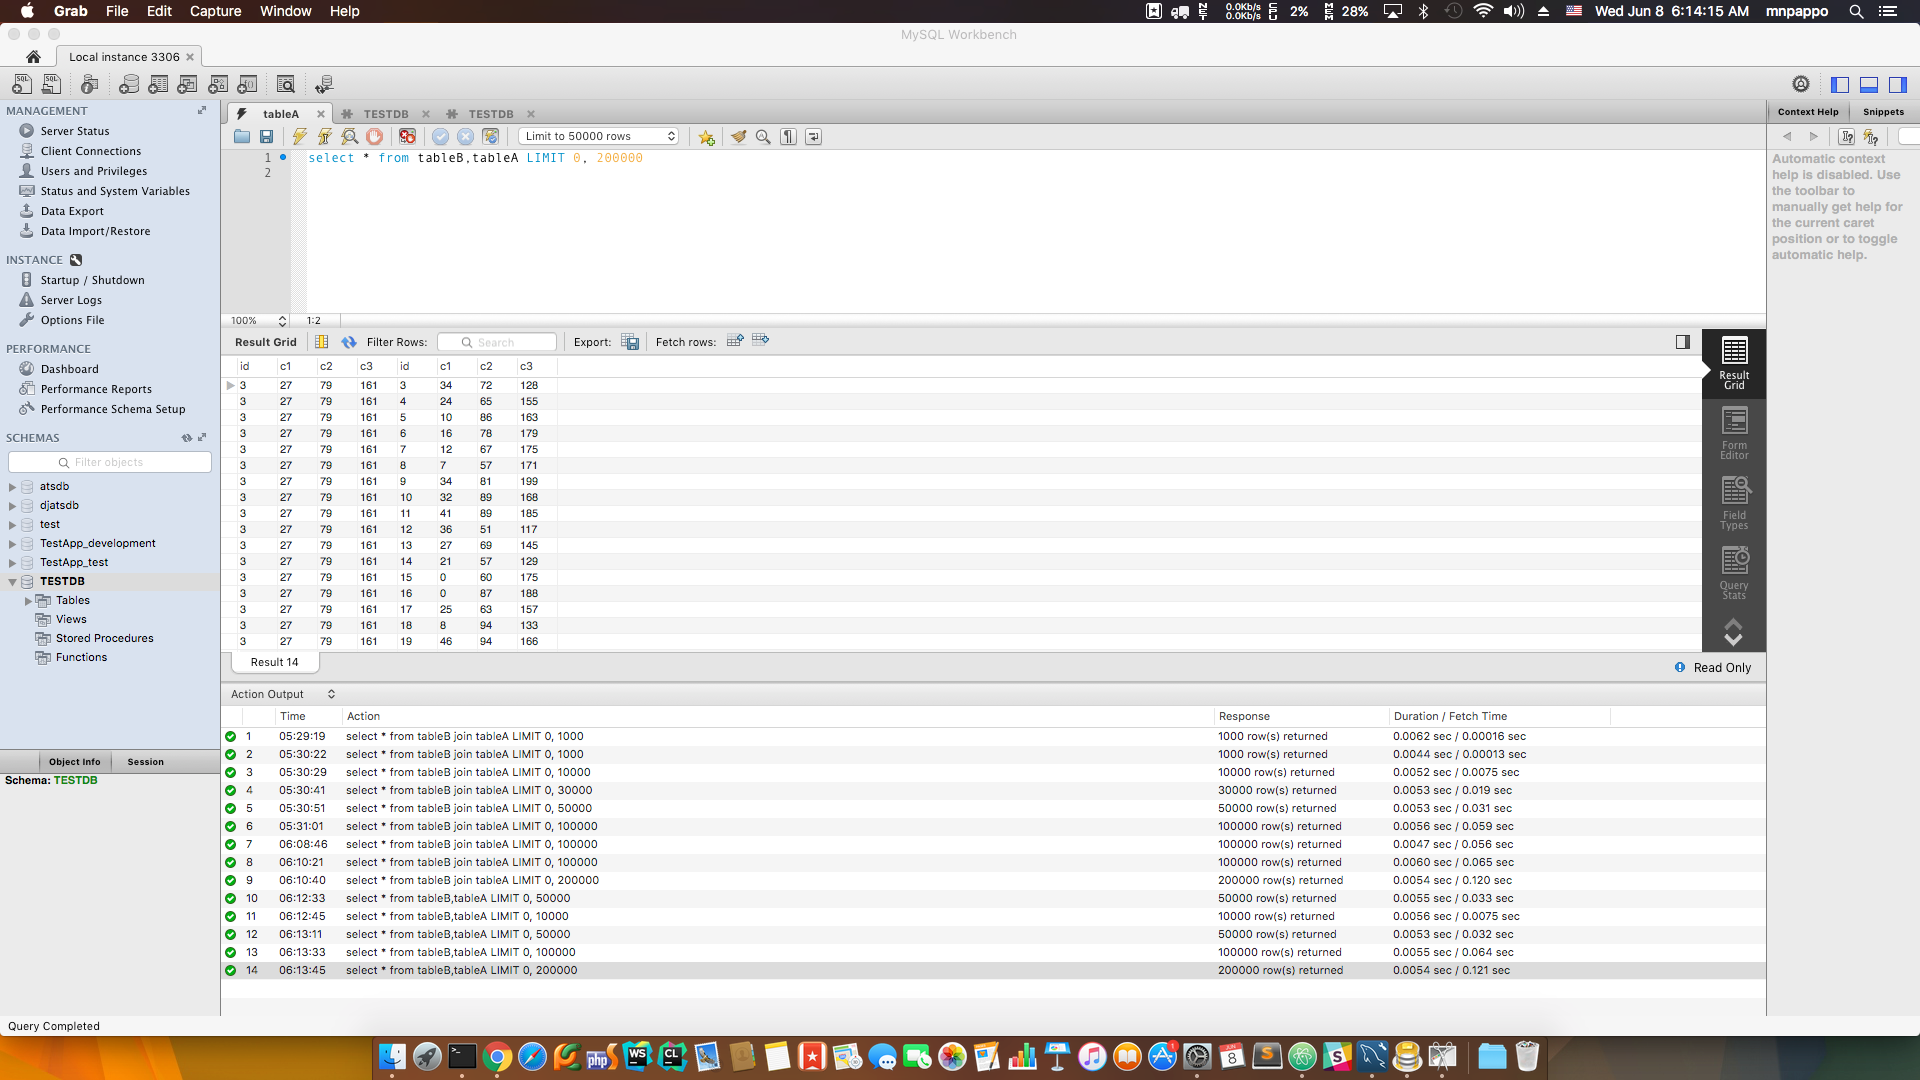 Grab File Edit Capture Window Help 0.0Kb/s 0.0Kb/s 2% 28% Wed Jun 8 6:14:15 AM mnpappo
MySQL Workbench
Local instance 3306
MANAGEMENT
Server Status
Client Connections
Users and Privileges
Status and System Variables
Data Export
Data Import/Restore
INSTANCE
Startup / Shutdown
Server Logs
Options File
PERFORMANCE
Dashboard
Performance Reports
Performance Schema Setup
SCHEMAS
Filter objects
atsdb
djatsdb
test
TestApp_development
TestApp_test
TESTDB
Tables
Views
Stored Procedures
Functions
Object Info Session
Schema: TESTDB
Query Completed
tableA TESTDB TESTDB
Limit to 50000 rows
1 select * from tableB,tableA LIMIT 0, 200000
2
100% 1:2
Result Grid Filter Rows: Search Export: Fetch rows:
id c1 c2 c3 id c1 c2 c3
3 27 79 161 3 34 72 128
3 27 79 161 4 24 65 155
3 27 79 161 5 10 86 163
3 27 79 161 6 16 78 179
3 27 79 161 7 12 67 175
3 27 79 161 8 7 57 171
3 27 79 161 9 34 81 199
3 27 79 161 10 32 89 168
3 27 79 161 11 41 89 185
3 27 79 161 12 36 51 117
3 27 79 161 13 27 69 145
3 27 79 161 14 21 57 129
3 27 79 161 15 0 60 175
3 27 79 161 16 0 87 188
3 27 79 161 17 25 63 157
3 27 79 161 18 8 94 133
3 27 79 161 19 46 94 166
Result Grid
Form Editor
Field Types
Query Stats
Result 14
Read Only
Action Output
Time Action Response Duration / Fetch Time
1 05:29:19 select * from tableB join tableA LIMIT 0, 1000 1000 row(s) returned 0.0062 sec / 0.00016 sec
2 05:30:22 select * from tableB join tableA LIMIT 0, 1000 1000 row(s) returned 0.0044 sec / 0.00013 sec
3 05:30:29 select * from tableB join tableA LIMIT 0, 10000 10000 row(s) returned 0.0052 sec / 0.0075 sec
4 05:30:41 select * from tableB join tableA LIMIT 0, 30000 30000 row(s) returned 0.0053 sec / 0.019 sec
5 05:30:51 select * from tableB join tableA LIMIT 0, 50000 50000 row(s) returned 0.0053 sec / 0.031 sec
6 05:31:01 select * from tableB join tableA LIMIT 0, 100000 100000 row(s) returned 0.0056 sec / 0.059 sec
7 06:08:46 select * from tableB join tableA LIMIT 0, 100000 100000 row(s) returned 0.0047 sec / 0.056 sec
8 06:10:21 select * from tableB join tableA LIMIT 0, 100000 100000 row(s) returned 0.0060 sec / 0.065 sec
9 06:10:40 select * from tableB join tableA LIMIT 0, 200000 200000 row(s) returned 0.0054 sec / 0.120 sec
10 06:12:33 select * from tableB,tableA LIMIT 0, 50000 50000 row(s) returned 0.0055 sec / 0.033 sec
11 06:12:45 select * from tableB,tableA LIMIT 0, 10000 10000 row(s) returned 0.0056 sec / 0.0075 sec
12 06:13:11 select * from tableB,tableA LIMIT 0, 50000 50000 row(s) returned 0.0053 sec / 0.032 sec
13 06:13:33 select * from tableB,tableA LIMIT 0, 100000 100000 row(s) returned 0.0055 sec / 0.064 sec
14 06:13:45 select * from tableB,tableA LIMIT 0, 200000 200000 row(s) returned 0.0054 sec / 0.121 sec
Context Help Snippets
Automatic context
help is disabled. Use
the toolbar to
manually get help for
the current caret
position or to toggle
automatic help.
php WS CL 8 S